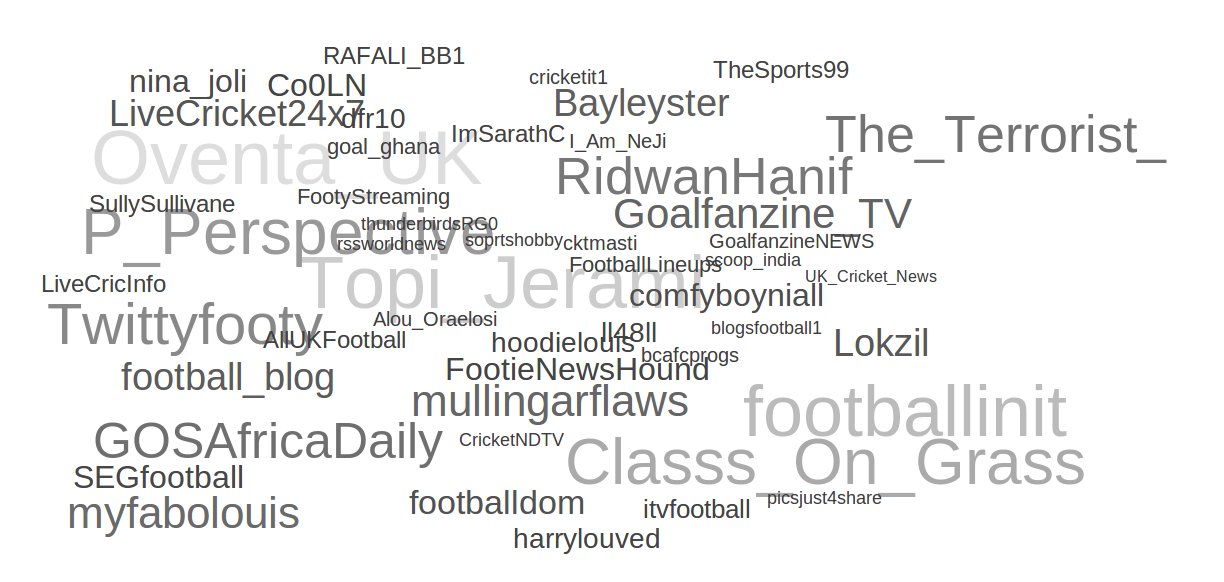 RAFALI_BB1
TheSports99
cricketit1
nina_joli
Co0LN
Bayleyster
LiveCricket24x7
dfr10
ImSarathC
The_Terrorist_
I_Am_NeJi
goal_ghana
Oventa_UK
RidwanHanif
FootyStreaming
SullySullivane
Goalfanzine_TV
thunderbirdsRG0
P_Perspective
rssworldnews
soprtshobby
cktmasti
GoalfanzineNEWS
scoop_india
FootballLineups
UK_Cricket_News
LiveCricInfo
Topi_Jerami
comfyboyniall
Alou_Oraelosi
Twittyfooty
ll48ll
blogsfootball1
AllUKFootball
hoodielouis
Lokzil
bcafcprogs
FootieNewsHound
football_blog
mullingarflaws
footballinit
GOSAfricaDaily
CricketNDTV
Classs_On_Grass
SEGfootball
picsjust4share
footballdom
itvfootball
myfabolouis
harrylouved